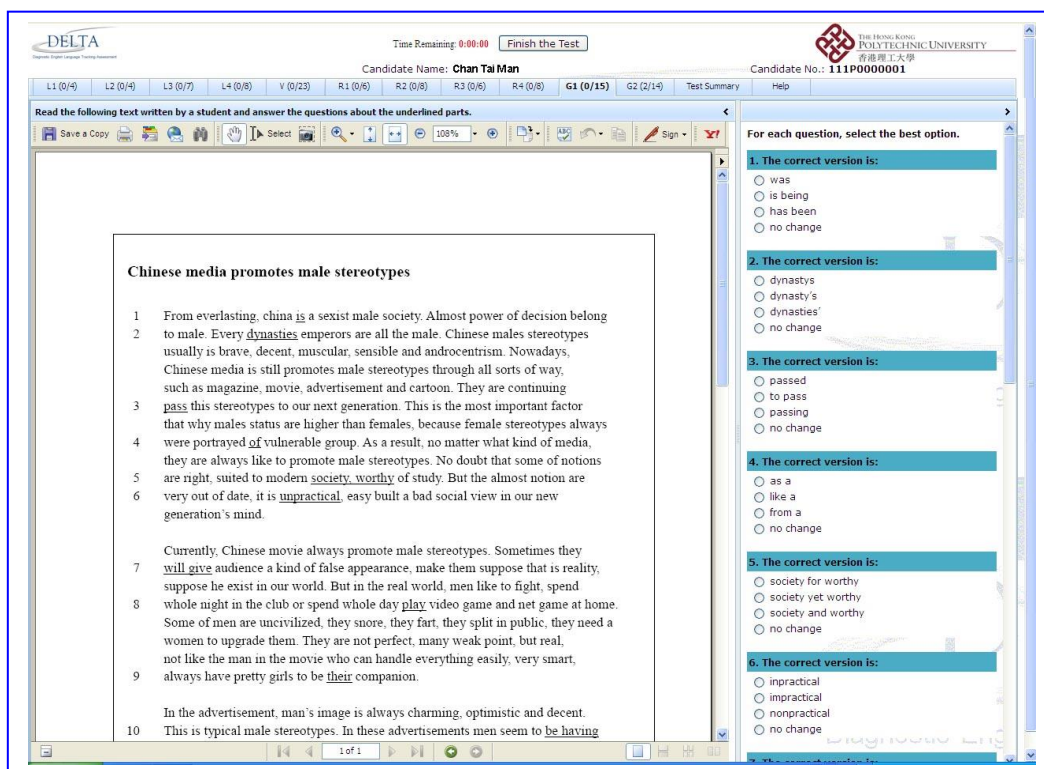 DELTA
Diagnostic English Language Tracking Assessment
Time Remaining: 0:00:00 Finish the Test
THE HONG KONG
POLYTECHNIC UNIVERSITY
香港理工大學
Candidate Name: Chan Tai Man
Candidate No.: 111P0000001
L1 (0/4) L2 (0/4) L3 (0/7) L4 (0/8) V (0/23) R1 (0/6) R2 (0/8) R3 (0/6) R4 (0/8) G1 (0/15) G2 (2/14) Test Summary Help
Read the following text written by a student and answer the questions about the underlined parts.
Save a Copy Select 108% Sign Y!
Chinese media promotes male stereotypes
1 From everlasting, china is a sexist male society. Almost power of decision belong
2 to male. Every dynasties emperors are all the male. Chinese males stereotypes
usually is brave, decent, muscular, sensible and androcentrism. Nowadays,
Chinese media is still promotes male stereotypes through all sorts of way,
such as magazine, movie, advertisement and cartoon. They are continuing
3 pass this stereotypes to our next generation. This is the most important factor
that why males status are higher than females, because female stereotypes always
4 were portrayed of vulnerable group. As a result, no matter what kind of media,
they are always like to promote male stereotypes. No doubt that some of notions
5 are right, suited to modern society, worthy of study. But the almost notion are
6 very out of date, it is unpractical, easy built a bad social view in our new
generation's mind.
Currently, Chinese movie always promote male stereotypes. Sometimes they
7 will give audience a kind of false appearance, make them suppose that is reality,
suppose he exist in our world. But in the real world, men like to fight, spend
8 whole night in the club or spend whole day play video game and net game at home.
Some of men are uncivilized, they snore, they fart, they split in public, they need a
women to upgrade them. They are not perfect, many weak point, but real,
not like the man in the movie who can handle everything easily, very smart,
9 always have pretty girls to be their companion.
In the advertisement, man's image is always charming, optimistic and decent.
10 This is typical male stereotypes. In these advertisements men seem to be having
1 of 1
For each question, select the best option.
1. The correct version is:
was
is being
has been
no change
2. The correct version is:
dynastys
dynasty's
dynasties'
no change
3. The correct version is:
passed
to pass
passing
no change
4. The correct version is:
as a
like a
from a
no change
5. The correct version is:
society for worthy
society yet worthy
society and worthy
no change
6. The correct version is:
inpractical
impractical
nonpractical
no change